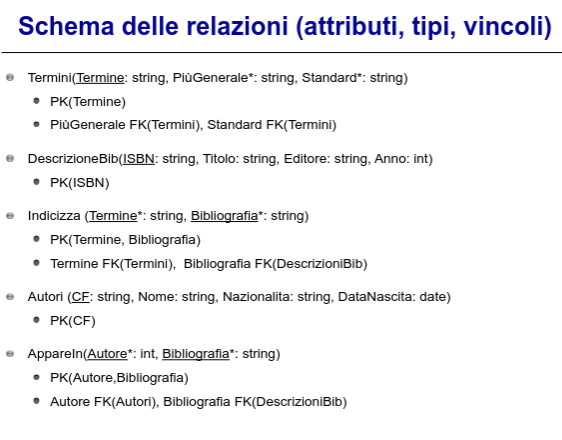 Schema delle relazioni (attributi, tipi, vincoli)
Termini(Termine: string, PiùGenerale*: string, Standard*: string)
PK(Termine)
PiùGenerale FK(Termini), Standard FK(Termini)
DescrizioneBib(ISBN: string, Titolo: string, Editore: string, Anno: int)
PK(ISBN)
Indicizza (Termine*: string, Bibliografia*: string)
PK(Termine, Bibliografia)
Termine FK(Termini), Bibliografia FK(DescrizioniBib)
Autori (CF: string, Nome: string, Nazionalita: string, DataNascita: date)
PK(CF)
AppareIn(Autore*: int, Bibliografia*: string)
PK(Autore,Bibliografia)
Autore FK(Autori), Bibliografia FK(DescrizioniBib)